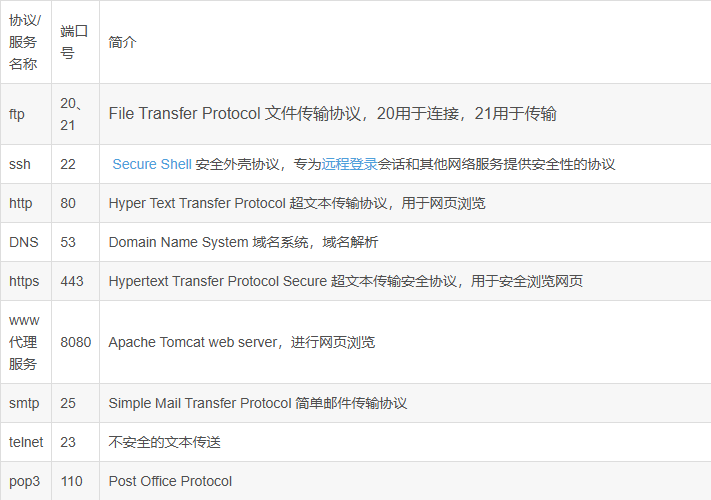 协议/
服务
名称
端口
号
简介
ftp
20、
21
File Transfer Protocol 文件传输协议，20用于连接，21用于传输
ssh
22
Secure Shell 安全外壳协议，专为远程登录会话和其他网络服务提供安全性的协议
http
80
Hyper Text Transfer Protocol 超文本传输协议，用于网页浏览
DNS
53
Domain Name System 域名系统，域名解析
https
443
Hypertext Transfer Protocol Secure 超文本传输安全协议，用于安全浏览网页
www
代理
服务
8080
Apache Tomcat web server，进行网页浏览
smtp
25
Simple Mail Transfer Protocol 简单邮件传输协议
telnet
23
不安全的文本传送
pop3
110
Post Office Protocol